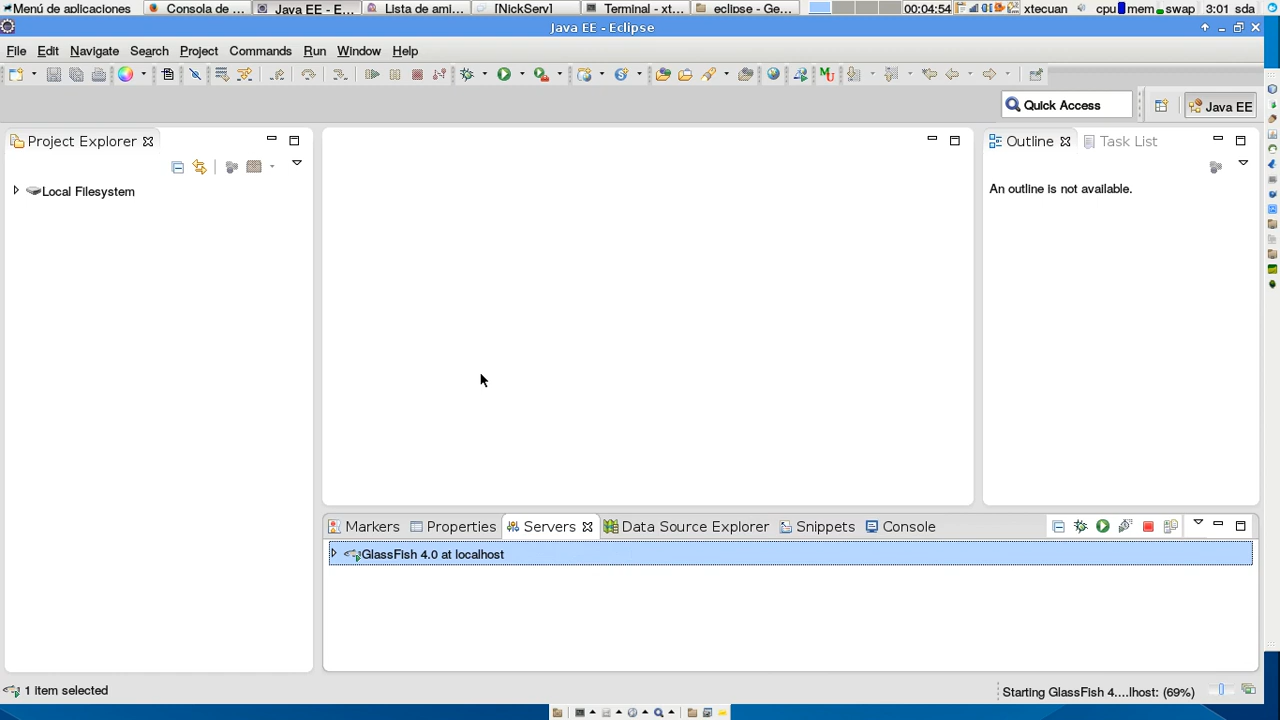 Menú de aplicaciones Consola de ... Java EE - E... Lista de ami... [NickServ] Terminal - xt... eclipse - Ge... 00:04:54 xtecuan cpu mem swap 3:01 sda
Java EE - Eclipse
File Edit Navigate Search Project Commands Run Window Help
Quick Access Java EE
Project Explorer Outline Task List
Local Filesystem
An outline is not available.
Markers Properties Servers Data Source Explorer Snippets Console
GlassFish 4.0 at localhost
1 item selected Starting GlassFish 4....lhost: (69%)